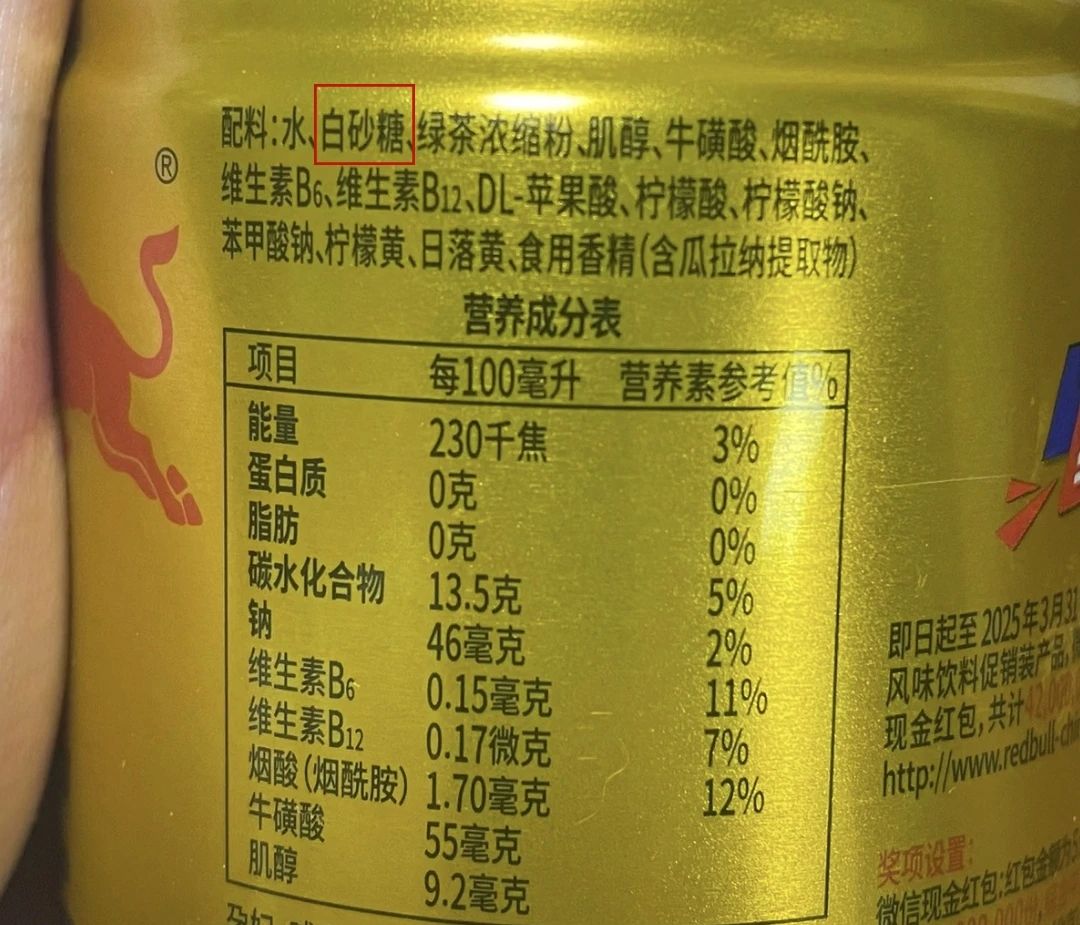 ®
配料:水、白砂糖、绿茶浓缩粉、肌醇、牛磺酸、烟酰胺、
维生素B6、维生素B12、DL-苹果酸、柠檬酸、柠檬酸钠、
苯甲酸钠、柠檬黄、日落黄、食用香精(含瓜拉纳提取物)
营养成分表
项目 每100毫升 营养素参考值%
能量 230千焦 3%
蛋白质 0克 0%
脂肪 0克 0%
碳水化合物 13.5克 5%
钠 46毫克 2%
维生素B6 0.15毫克 11%
维生素B12 0.17微克 7%
烟酸(烟酰胺) 1.70毫克 12%
牛磺酸 55毫克
肌醇 9.2毫克
即日起至2025年3月31
风味饮料促销装产品,
现金红包,共计
http://www.redbull-chi
奖项设置:
微信现金红包:红包金额为5